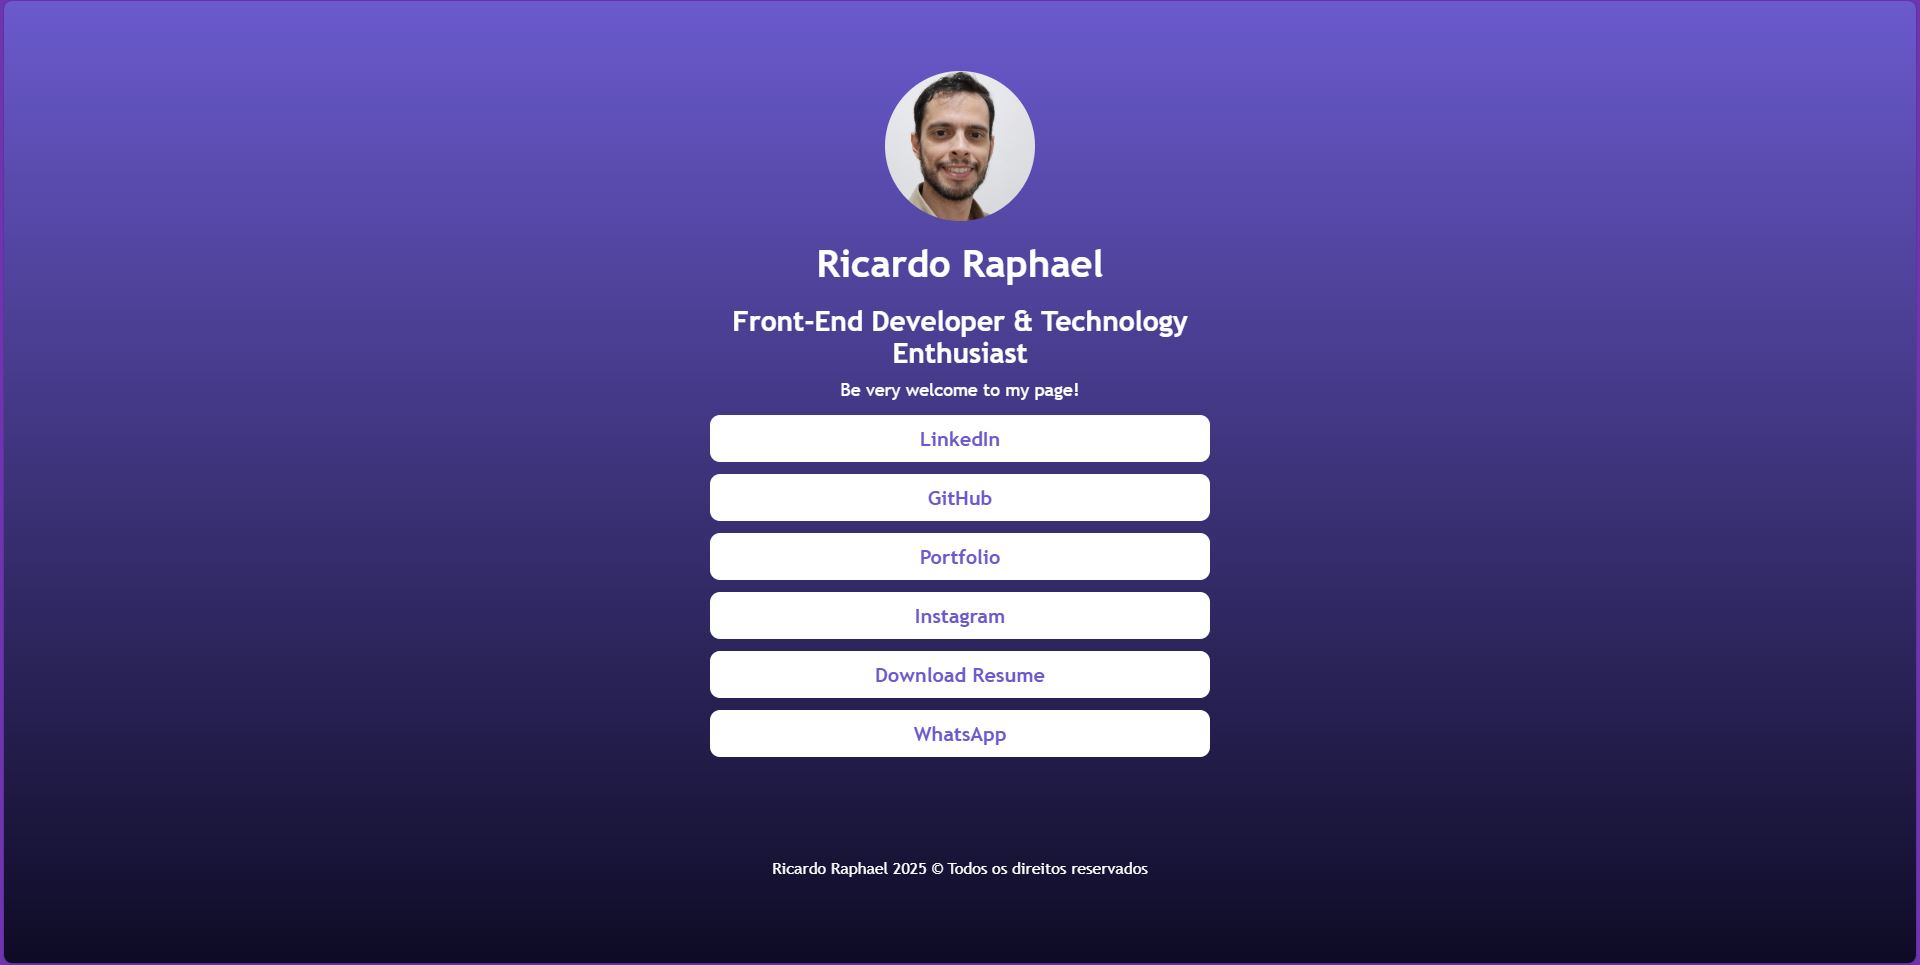 Ricardo Raphael
Front-End Developer & Technology
Enthusiast
Be very welcome to my page!
LinkedIn
GitHub
Portfolio
Instagram
Download Resume
WhatsApp
Ricardo Raphael 2025 © Todos os direitos reservados